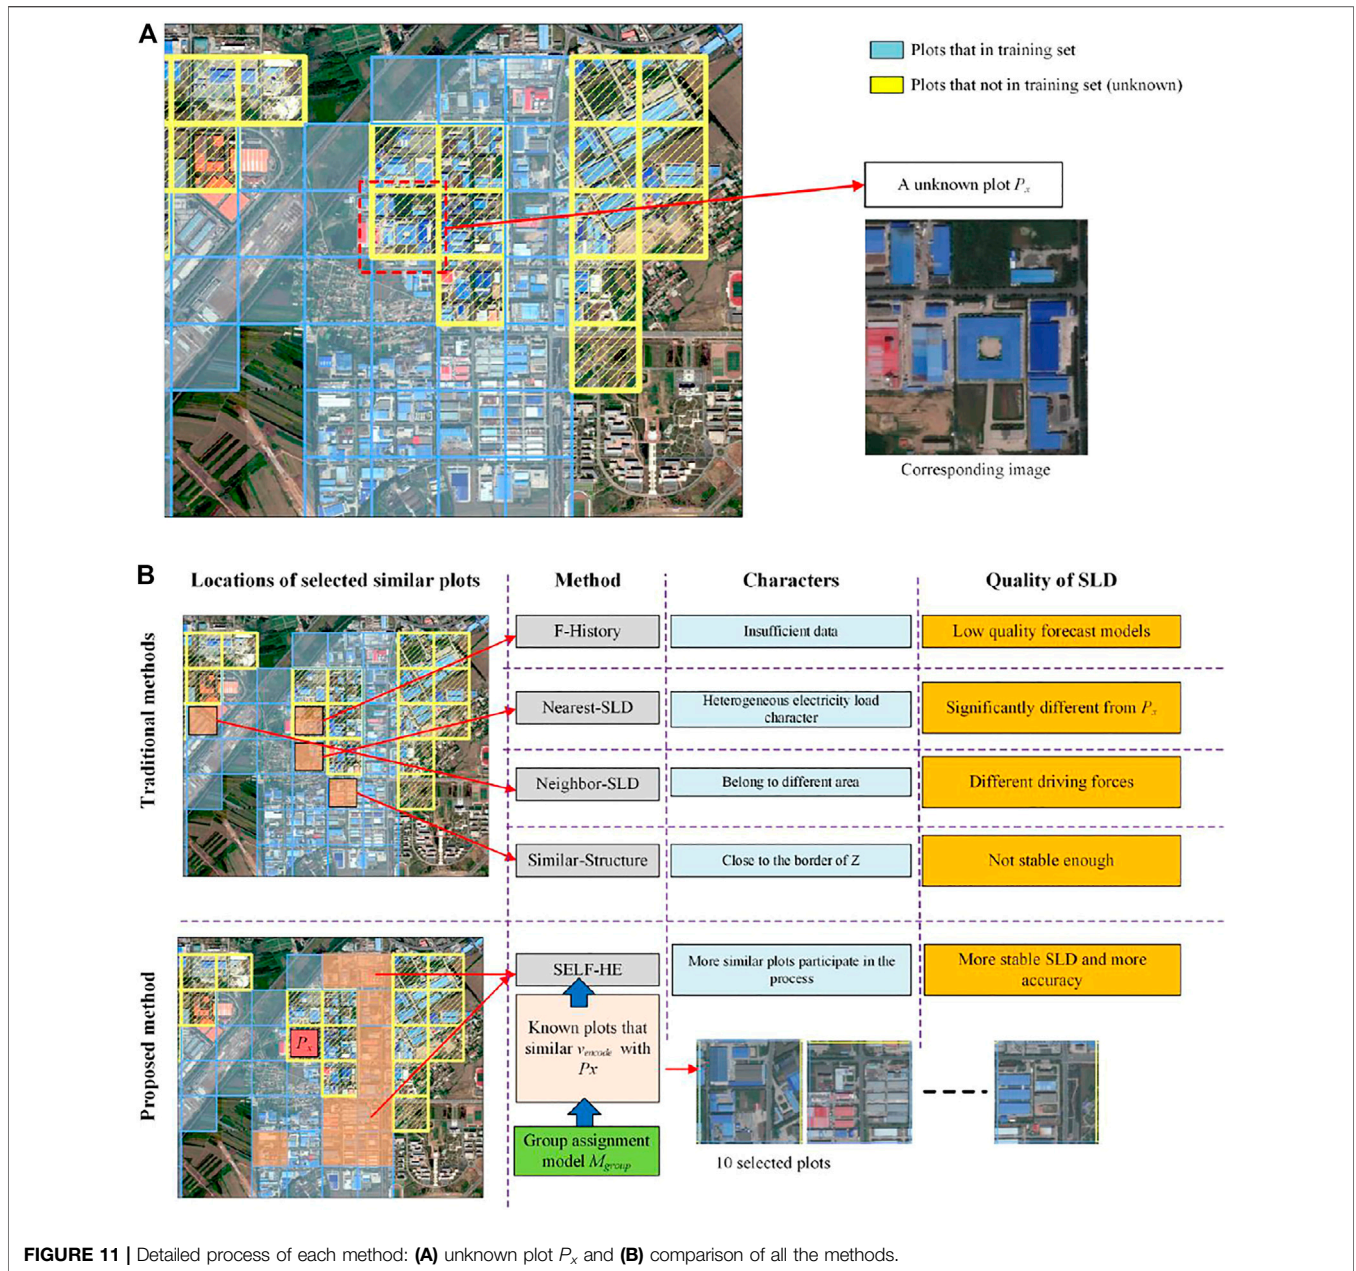 A
Plots that in training set
Plots that not in training set (unknown)
A unknown plot Px
Corresponding image
B
Locations of selected similar plots
Method
Characters
Quality of SLD
Traditional methods
F-History
Insufficient data
Low quality forecast models
Nearest-SLD
Heterogeneous electricity load
character
Significantly different from Px
Neighbor-SLD
Belong to different area
Different driving forces
Similar-Structure
Close to the border of Z
Not stable enough
Proposed method
Px
SELF-HE
More similar plots participate in the
process
More stable SLD and more
accuracy
Known plots that
similar vencode with
Px
Group assignment
model Mgroup
10 selected plots
FIGURE 11 | Detailed process of each method: (A) unknown plot Px and (B) comparison of all the methods.